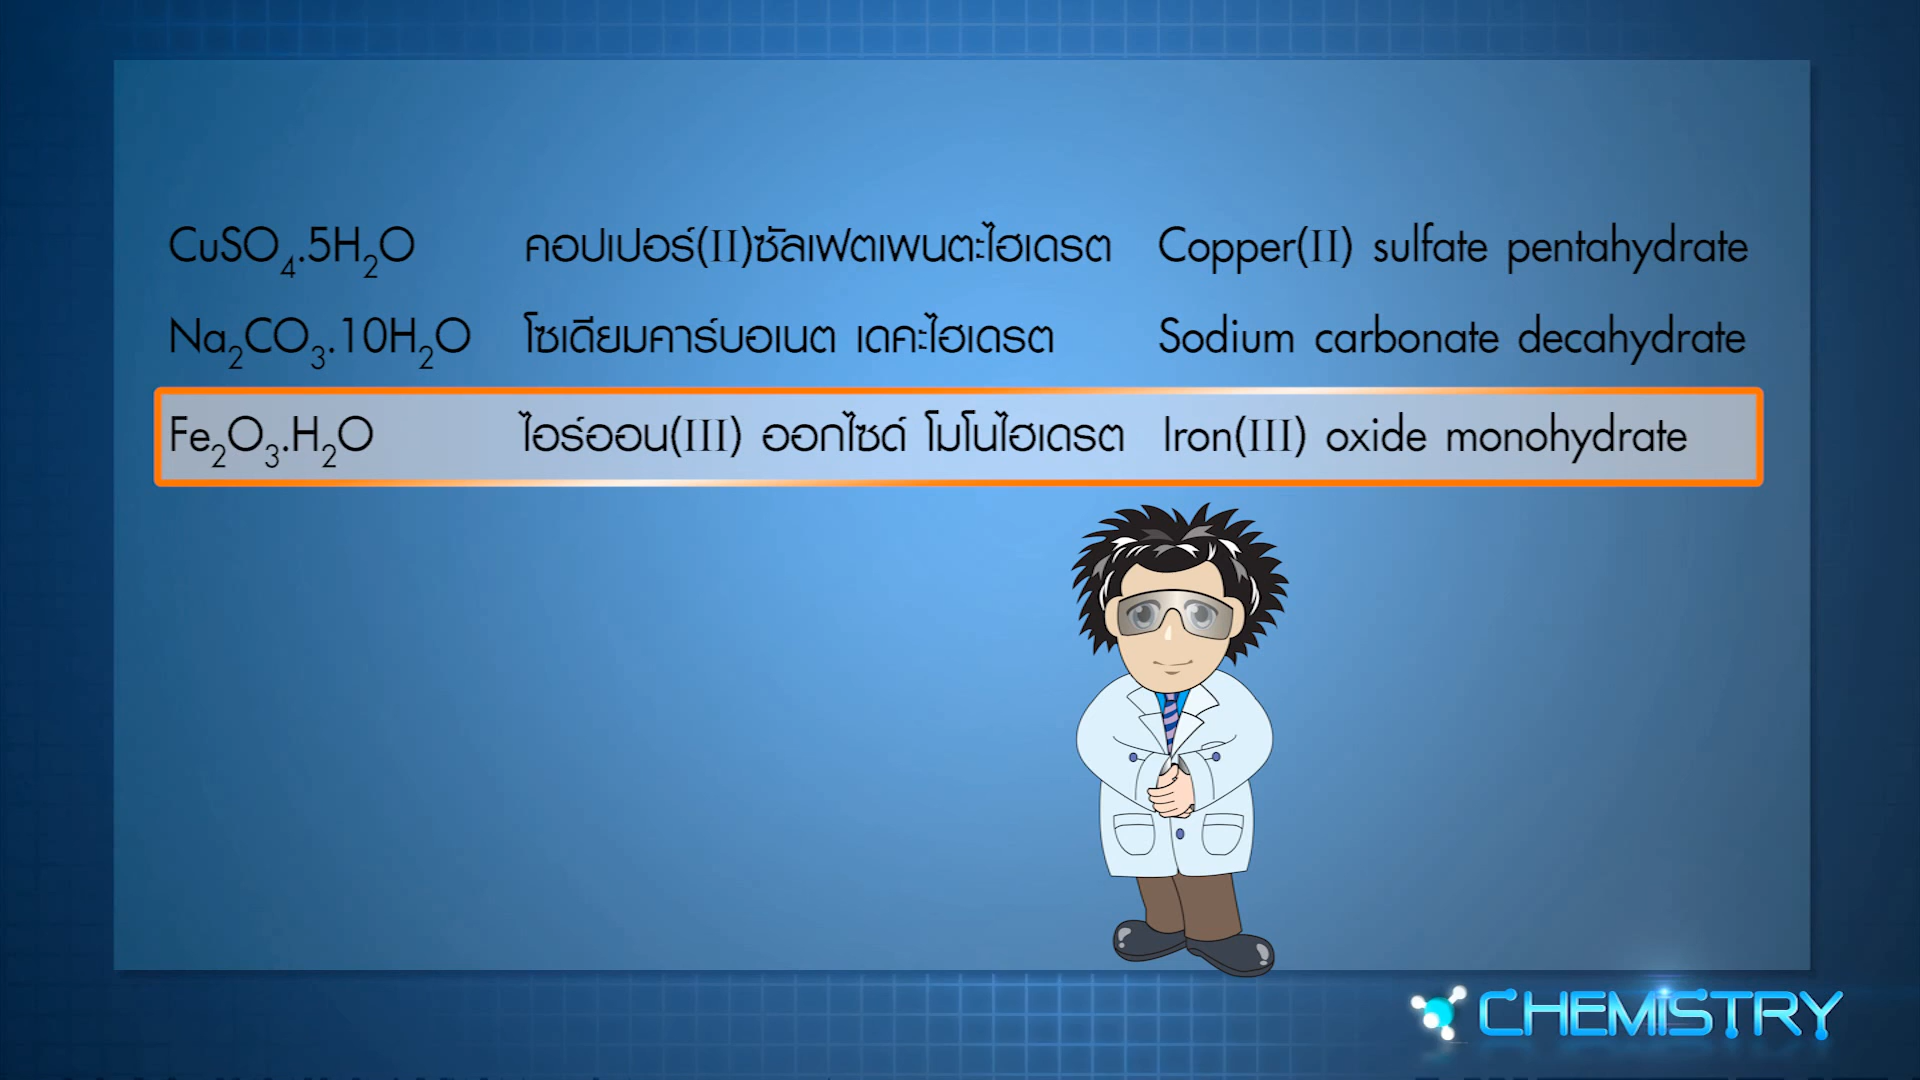 CuSO₄.5H₂O คอปเปอร์(II)ซัลเฟตเพนตะไฮเดรต Copper(II) sulfate pentahydrate
Na₂CO₃.10H₂O โซเดียมคาร์บอเนต เดคะไฮเดรต Sodium carbonate decahydrate
Fe₂O₃.H₂O ไอร์ออน(III) ออกไซด์ โมโนไฮเดรต Iron(III) oxide monohydrate
CHEMISTRY